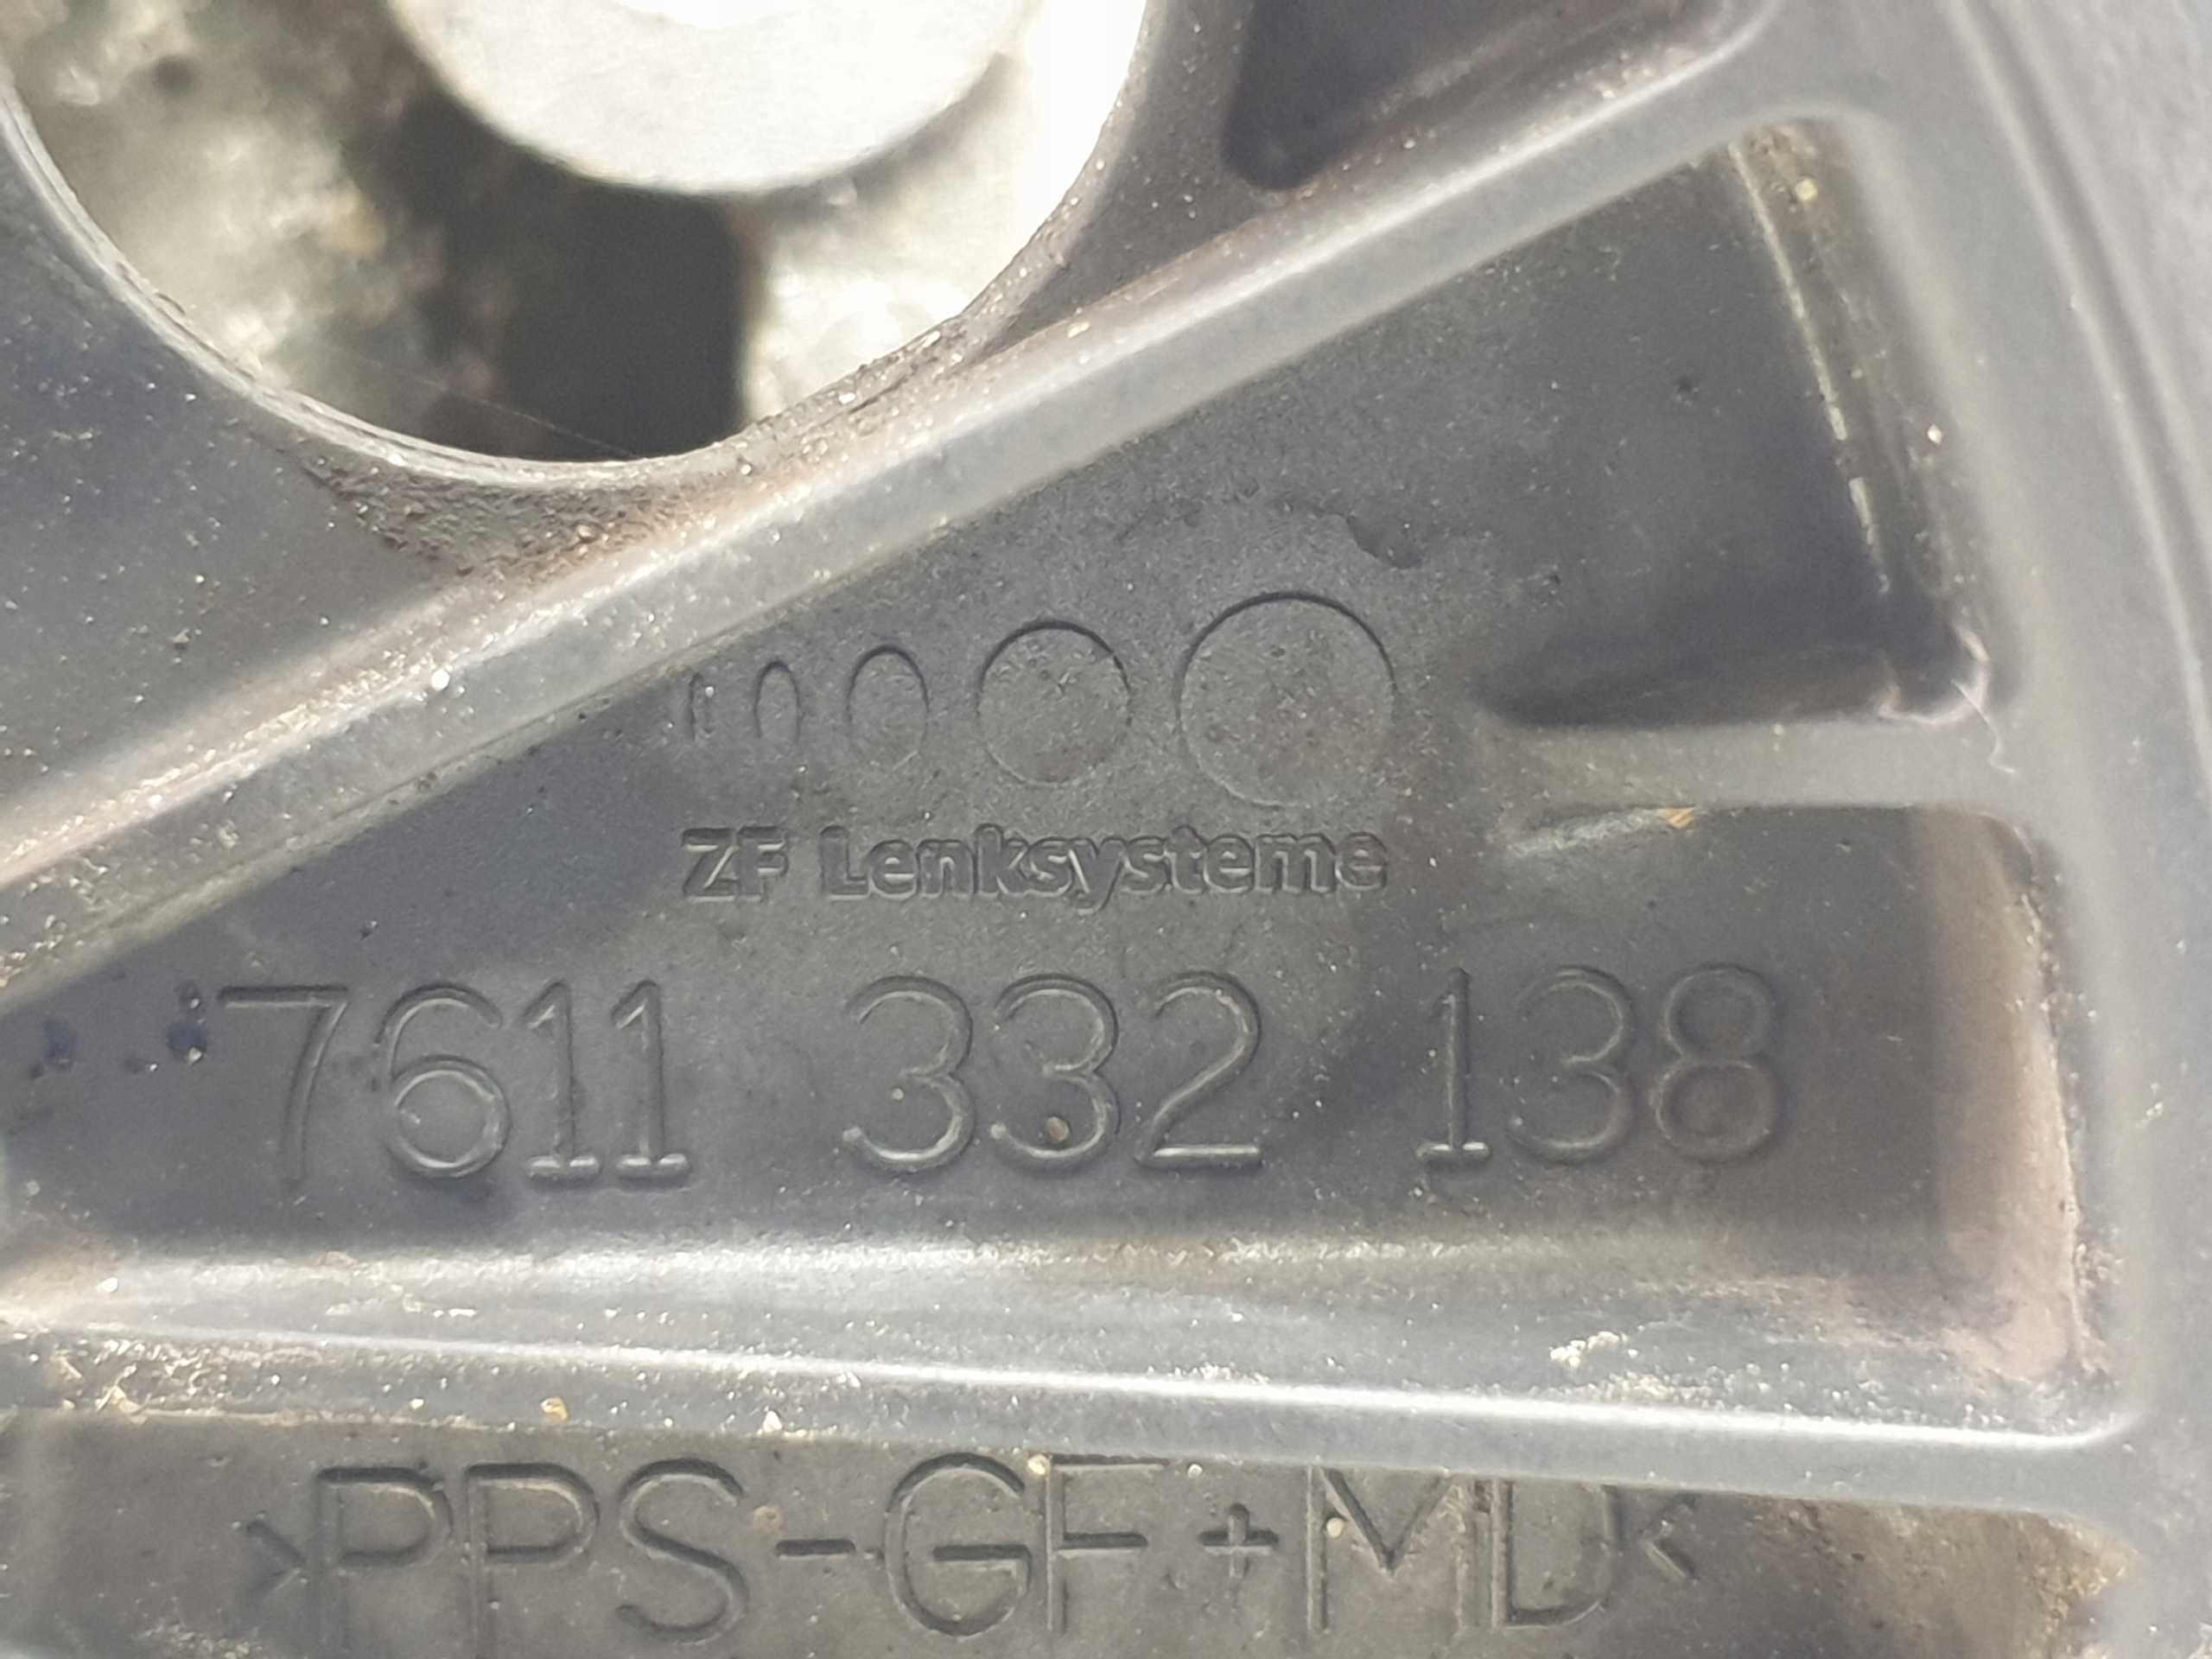 ZF Lenksysteme
7611 332 138
>PPS-GF+MD<